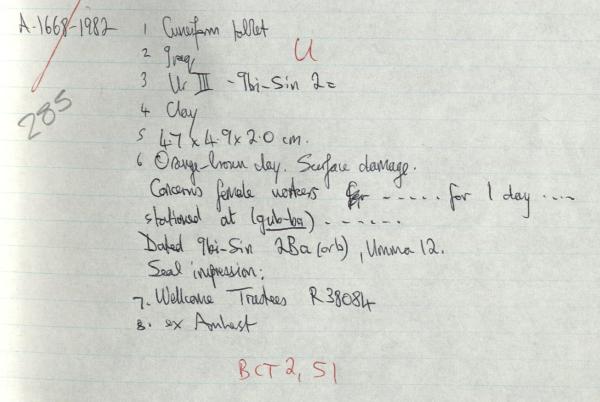 A.1668-1982 1 Cuneiform tablet
U
2 Iraq
3 Ur III - Ibi-Sin 2=
4 Clay
5 4.7 x 4.9 x 2.0 cm.
285
6 Orange-brown clay. Surface damage.
Concerns female workers for ..... for 1 day ....
stationed at (gub-ba) .......
Dated Ibi-Sin 2Ba (orb), Umma 12.
Seal impression:
7. Wellcome Trustees R38084
8. ex Amherst
BCT 2, 51